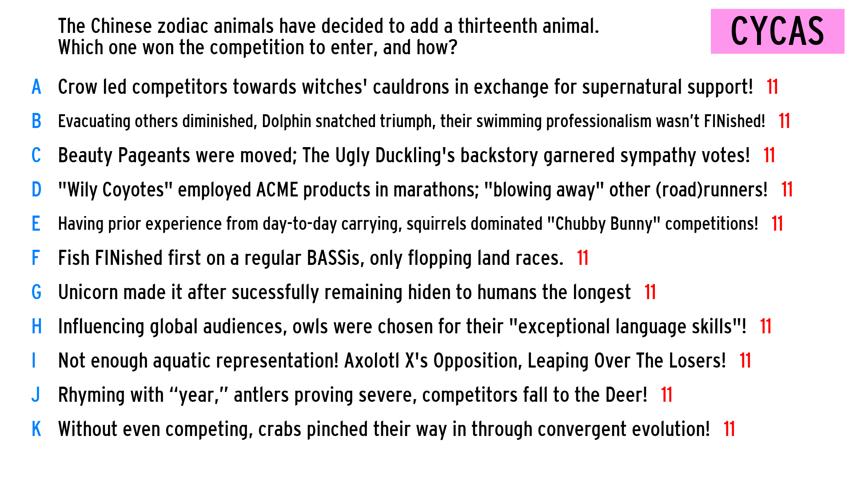 The Chinese zodiac animals have decided to add a thirteenth animal.
Which one won the competition to enter, and how?
CYCAS
A Crow led competitors towards witches' cauldrons in exchange for supernatural support! 11
B Evacuating others diminished, Dolphin snatched triumph, their swimming professionalism wasn't FINished! 11
C Beauty Pageants were moved; The Ugly Duckling's backstory garnered sympathy votes! 11
D "Wily Coyotes" employed ACME products in marathons; "blowing away" other (road)runners! 11
E Having prior experience from day-to-day carrying, squirrels dominated "Chubby Bunny" competitions! 11
F Fish FINished first on a regular BASSis, only flopping land races. 11
G Unicorn made it after sucessfully remaining hiden to humans the longest 11
H Influencing global audiences, owls were chosen for their "exceptional language skills"! 11
I Not enough aquatic representation! Axolotl X's Opposition, Leaping Over The Losers! 11
J Rhyming with “year,” antlers proving severe, competitors fall to the Deer! 11
K Without even competing, crabs pinched their way in through convergent evolution! 11